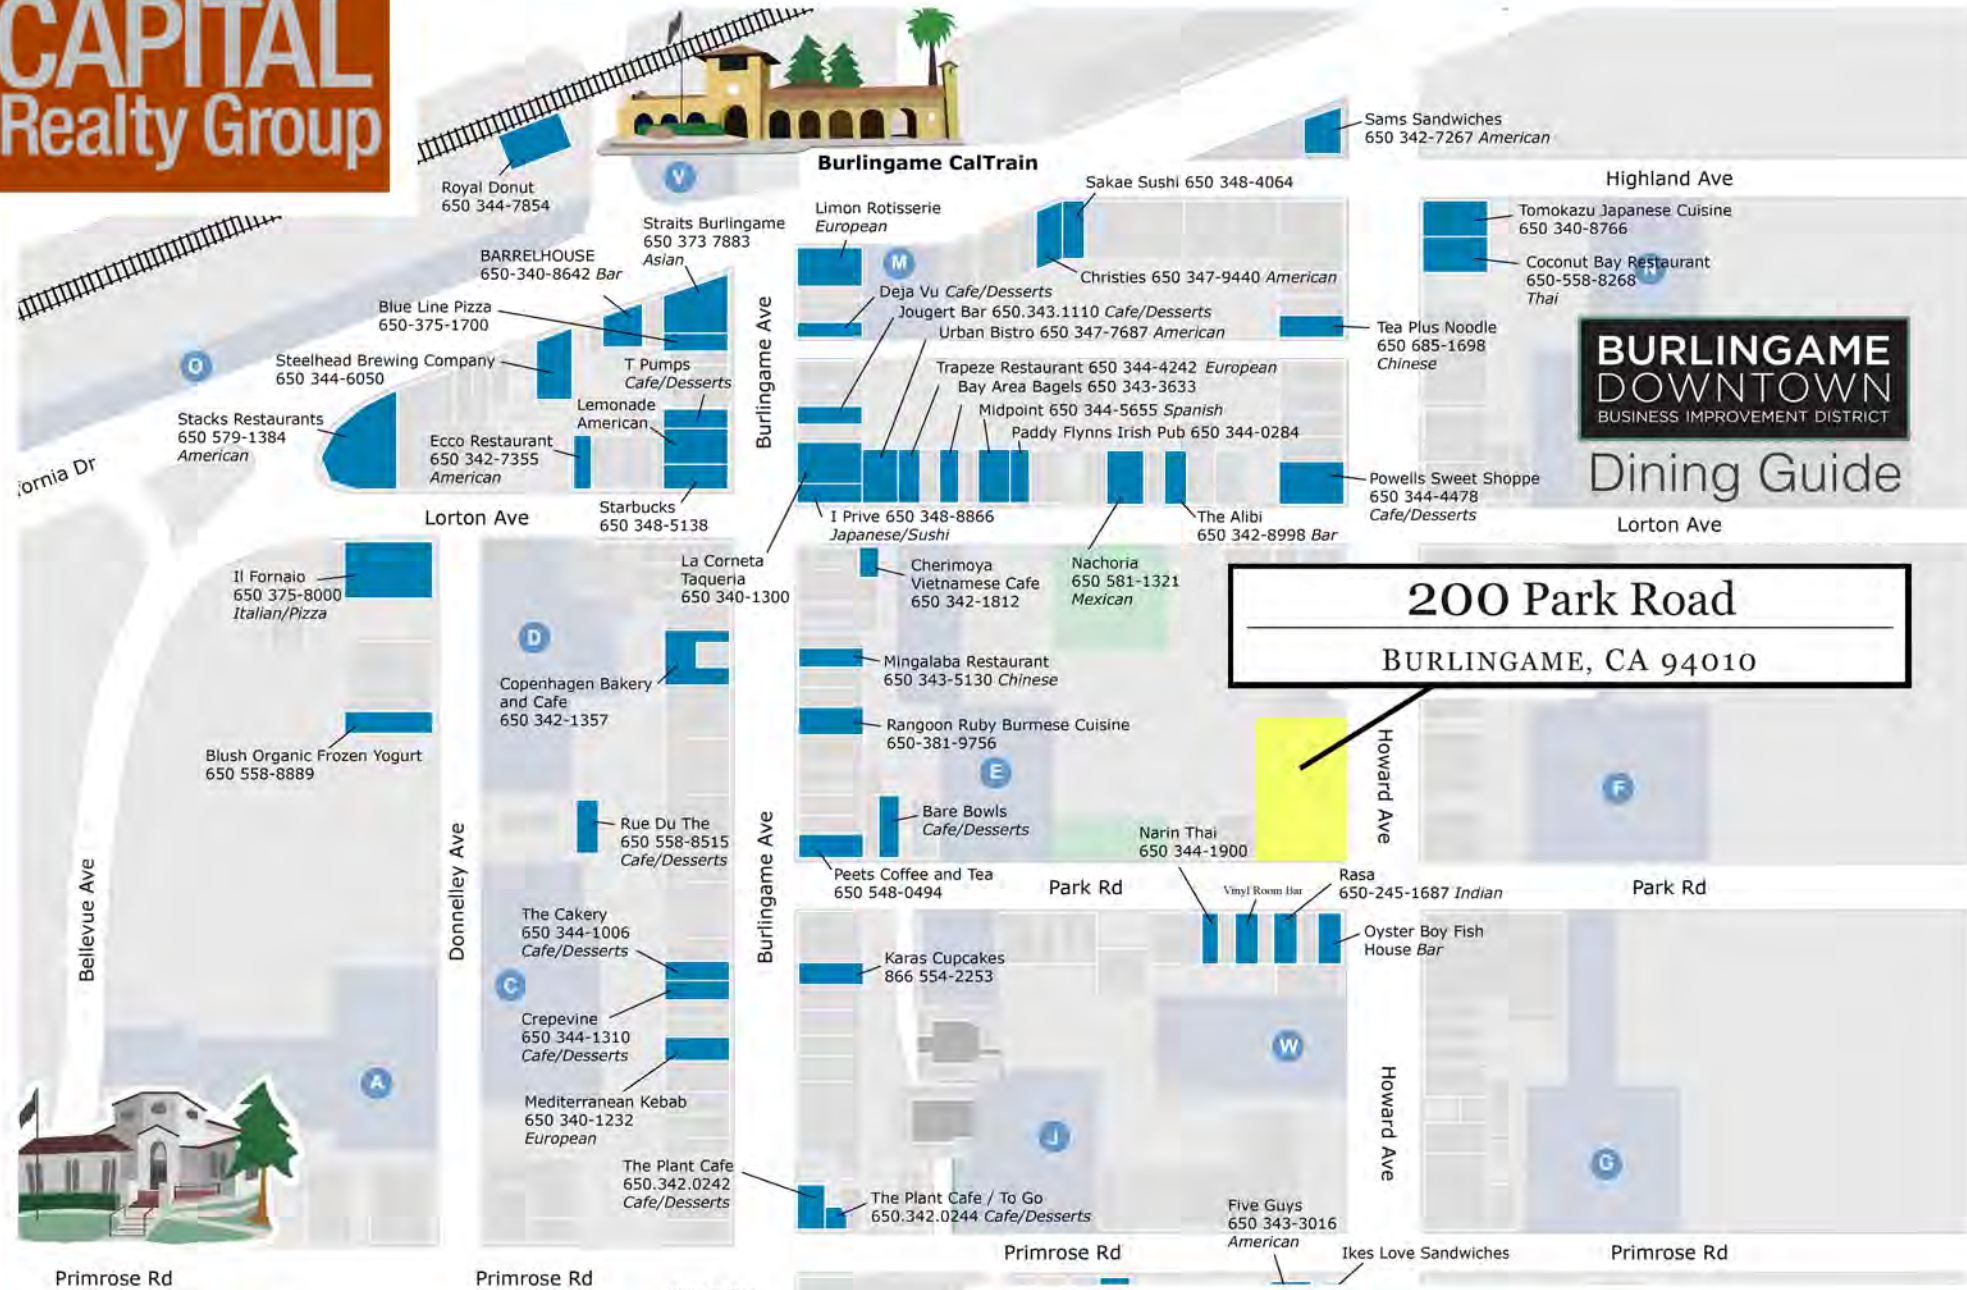 CAPITAL
Realty Group
Burlingame CalTrain
Royal Donut
650 344-7854
V
Sams Sandwiches
650 342-7267 American
Highland Ave
Sakae Sushi 650 348-4064
Limon Rotisserie
European
Straits Burlingame
650 373 7883
Asian
BARRELHOUSE
650-340-8642 Bar
Blue Line Pizza
650-375-1700
Steelhead Brewing Company
650 344-6050
O
M
Christies 650 347-9440 American
Deja Vu Cafe/Desserts
Jougert Bar 650.343.1110 Cafe/Desserts
Urban Bistro 650 347-7687 American
Tomokazu Japanese Cuisine
650 340-8766
Coconut Bay Restaurant
650-558-8268
Thai
Tea Plus Noodle
650 685-1698
Chinese
BURLINGAME
DOWNTOWN
BUSINESS IMPROVEMENT DISTRICT
Dining Guide
T Pumps
Cafe/Desserts
Burlingame Ave
Trapeze Restaurant 650 344-4242 European
Bay Area Bagels 650 343-3633
Midpoint 650 344-5655 Spanish
Paddy Flynns Irish Pub 650 344-0284
Lemonade
American
Stacks Restaurants
650 579-1384
American
Ecco Restaurant
650 342-7355
American
fornia Dr
Starbucks
650 348-5138
Lorton Ave
I Prive 650 348-8866
Japanese/Sushi
The Alibi
650 342-8998 Bar
Powells Sweet Shoppe
650 344-4478
Cafe/Desserts
Lorton Ave
Il Fornaio
650 375-8000
Italian/Pizza
La Corneta
Taqueria
650 340-1300
Cherimoya
Vietnamese Cafe
650 342-1812
Nachoria
650 581-1321
Mexican
200 Park Road
BURLINGAME, CA 94010
D
Copenhagen Bakery
and Cafe
650 342-1357
Mingalaba Restaurant
650 343-5130 Chinese
Rangoon Ruby Burmese Cuisine
650-381-9756
Blush Organic Frozen Yogurt
650 558-8889
E
Howard Ave
F
Rue Du The
650 558-8515
Cafe/Desserts
Bare Bowls
Cafe/Desserts
Narin Thai
650 344-1900
Bellevue Ave
Donnelley Ave
Burlingame Ave
Peets Coffee and Tea
650 548-0494
Park Rd
Vinyl Room Bar
Rasa
650-245-1687 Indian
Park Rd
The Cakery
650 344-1006
Cafe/Desserts
Oyster Boy Fish
House Bar
Karas Cupcakes
866 554-2253
C
Crepevine
650 344-1310
Cafe/Desserts
W
A
Mediterranean Kebab
650 340-1232
European
Howard Ave
J
G
The Plant Cafe
650.342.0242
Cafe/Desserts
The Plant Cafe / To Go
650.342.0244 Cafe/Desserts
Five Guys
650 343-3016
American
Ikes Love Sandwiches
Primrose Rd
Primrose Rd
Primrose Rd
Primrose Rd